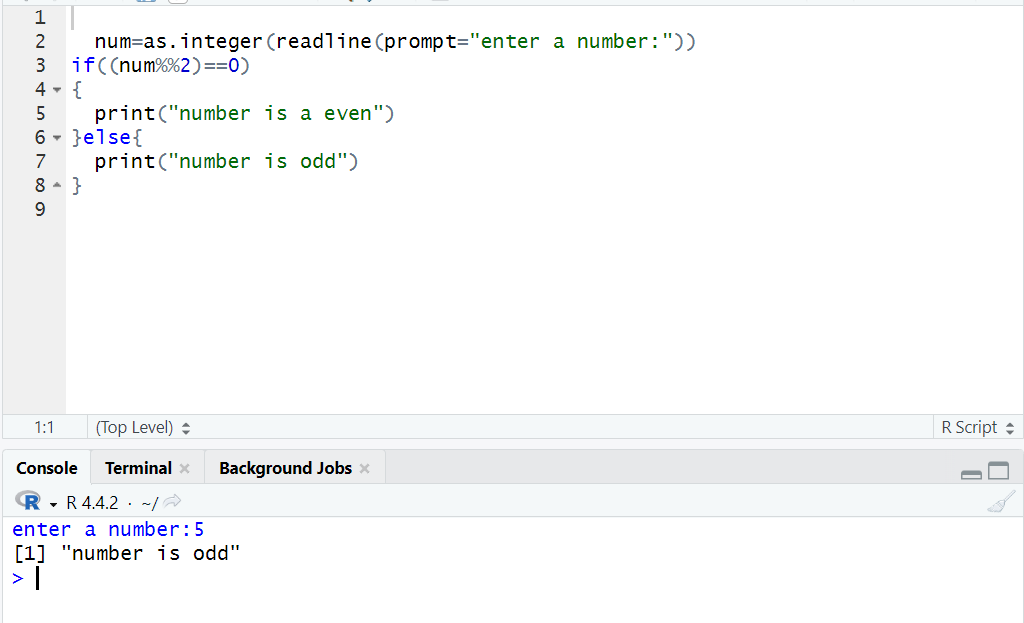 1
2 num=as.integer(readline(prompt="enter a number:"))
3 if((num%%2)==0)
4 {
5 print("number is a even")
6 }else{
7 print("number is odd")
8 }
9
1:1 (Top Level) R Script
Console Terminal Background Jobs
R R 4.4.2 · ~/
enter a number:5
[1] "number is odd"
>